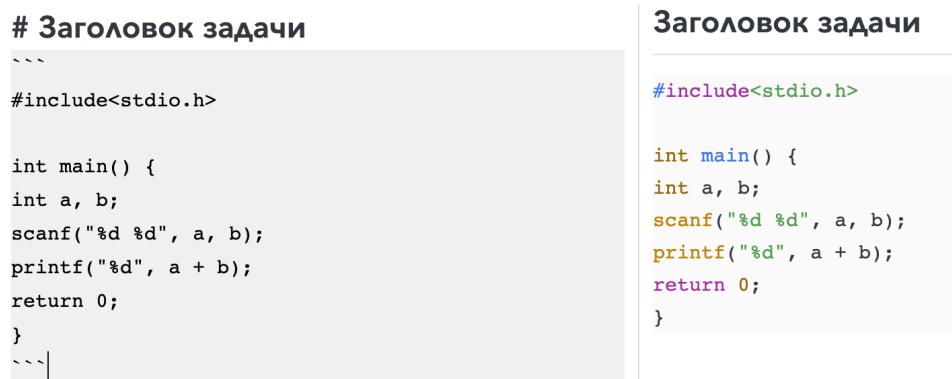 # Заголовок задачи
```
#include<stdio.h>

int main() {
int a, b;
scanf("%d %d", a, b);
printf("%d", a + b);
return 0;
}
```
Заголовок задачи
#include<stdio.h>

int main() {
int a, b;
scanf("%d %d", a, b);
printf("%d", a + b);
return 0;
}